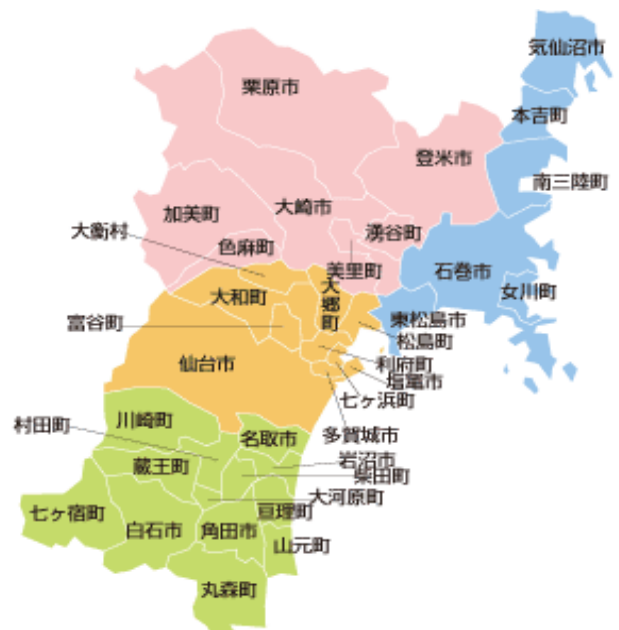 気仙沼市
栗原市
本吉町
登米市
南三陸町
加美町
大崎市
大衡村
色麻町
湧谷町
美里町
石巻市
女川町
大和町
大郷町
富谷町
東松島市
松島町
仙台市
利府町
塩竃市
七ヶ浜町
多賀城市
川崎町
村田町
名取市
岩沼市
蔵王町
柴田町
大河原町
七ヶ宿町
亘理町
白石市
角田市
山元町
丸森町